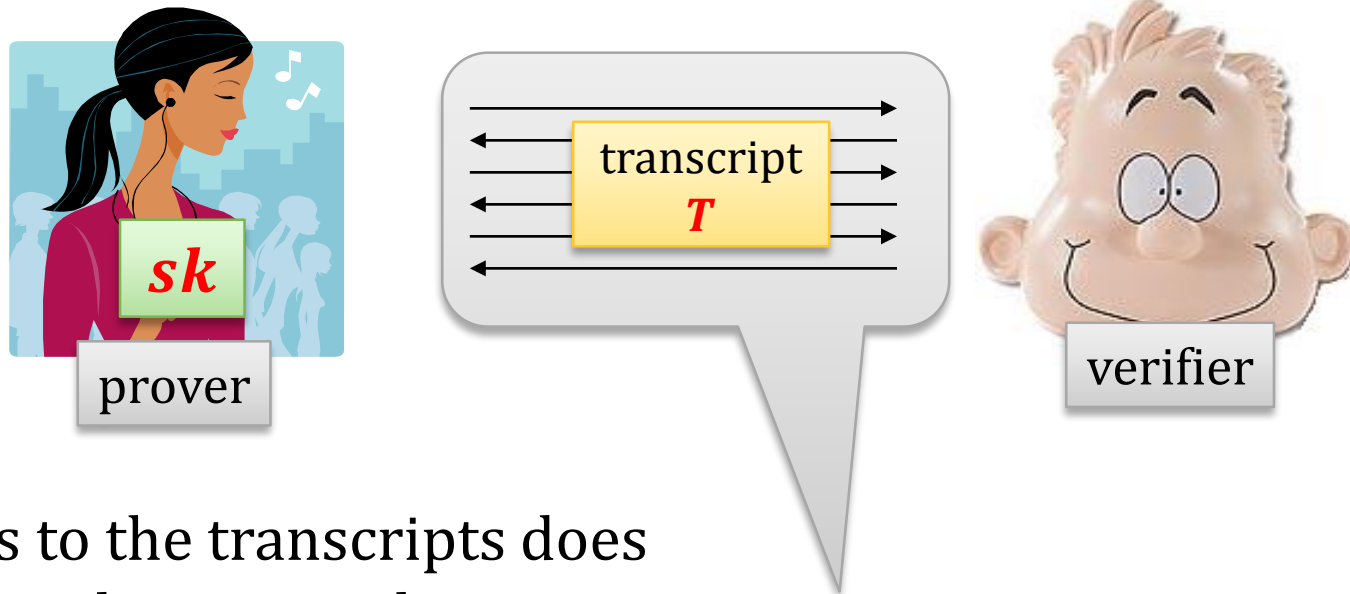 transcript
T
sk
prover
verifier
s to the transcripts does